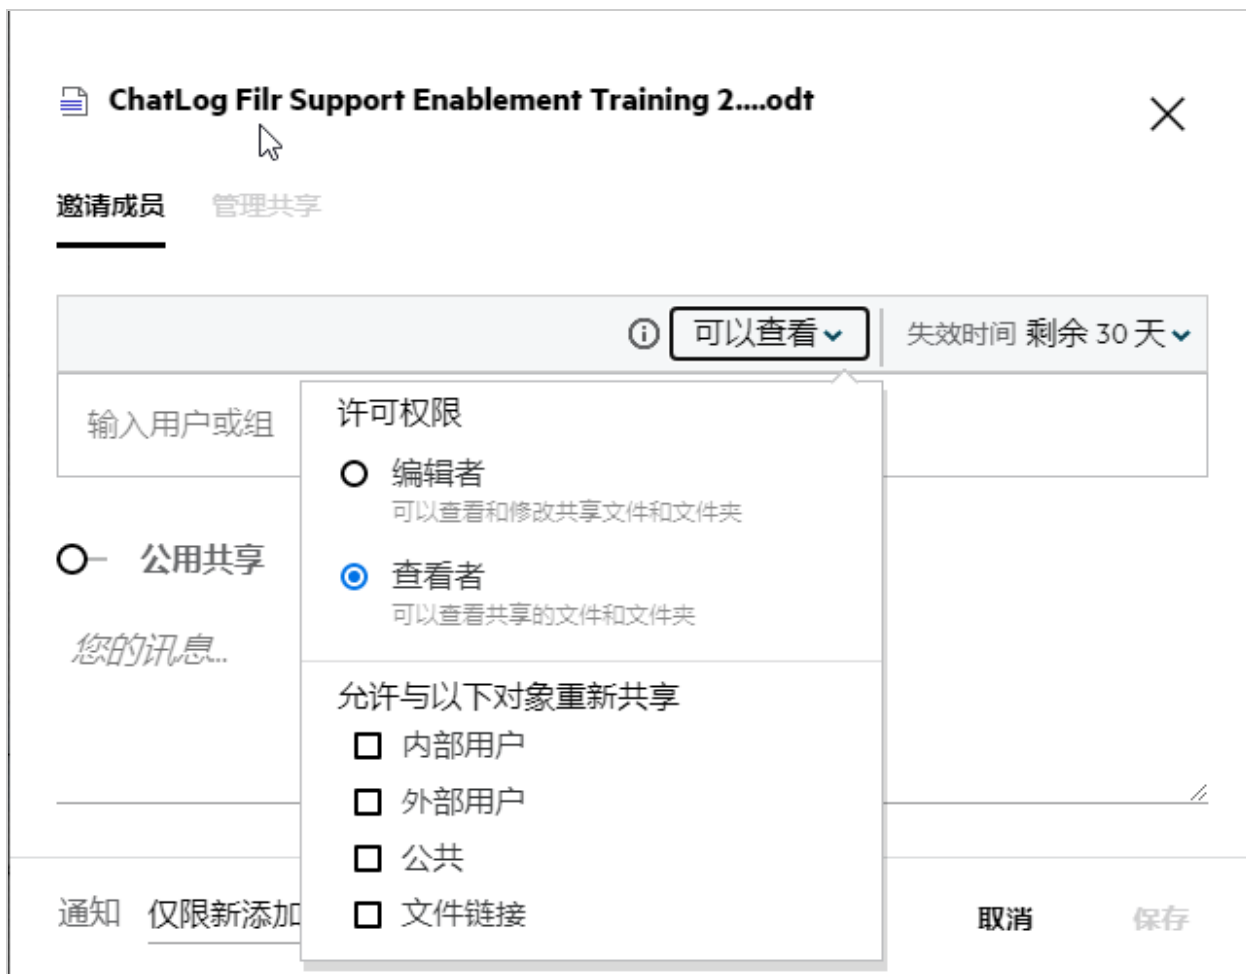 ChatLog Filr Support Enablement Training 2....odt
邀请成员 管理共享
可以查看 失效时间 剩余 30 天
输入用户或组
许可权限
编辑者
可以查看和修改共享文件和文件夹
公用共享
查看者
可以查看共享的文件和文件夹
您的讯息...
允许与以下对象重新共享
内部用户
外部用户
公共
文件链接
通知 仅限新添加
取消 保存